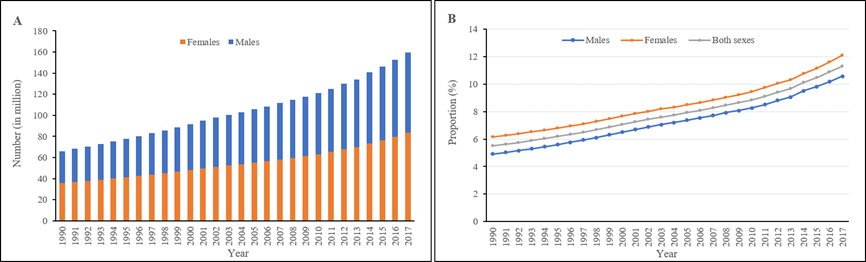 A
Females Males
Number (in million)
180
160
140
120
100
80
60
40
20
0
1990 1991 1992 1993 1994 1995 1996 1997 1998 1999 2000 2001 2002 2003 2004 2005 2006 2007 2008 2009 2010 2011 2012 2013 2014 2015 2016 2017
Year
B
Males Females Both sexes
Proportion (%)
14
12
10
8
6
4
2
0
1990 1991 1992 1993 1994 1995 1996 1997 1998 1999 2000 2001 2002 2003 2004 2005 2006 2007 2008 2009 2010 2011 2012 2013 2014 2015 2016 2017
Year